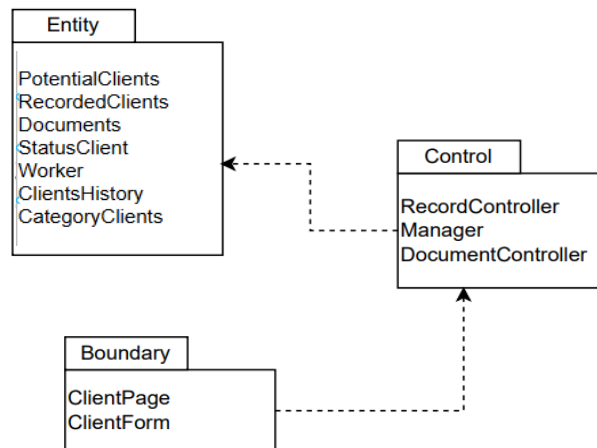 Entity
PotentialClients
RecordedClients
Documents
StatusClient
Worker
ClientsHistory
CategoryClients
Control
RecordController
Manager
DocumentController
Boundary
ClientPage
ClientForm